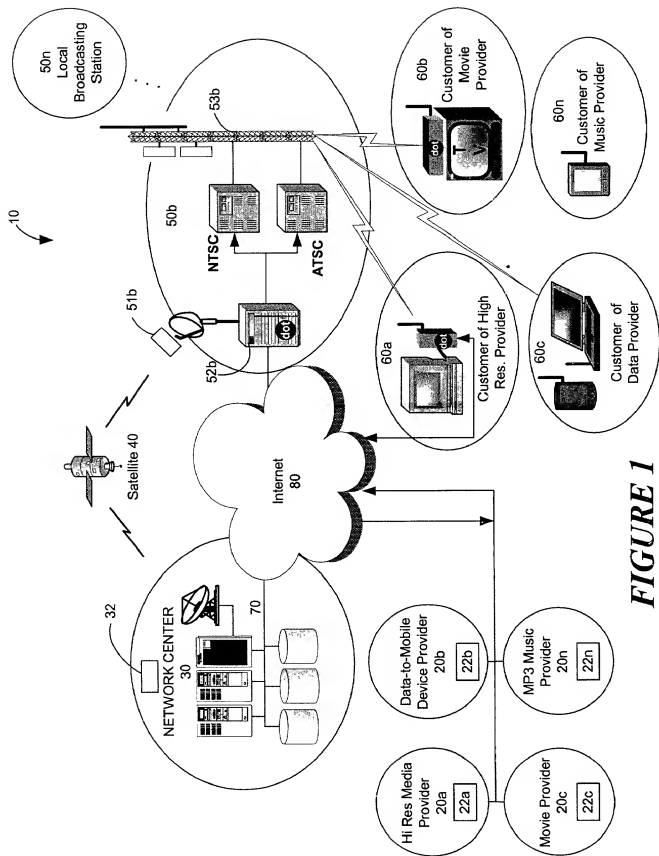 10
50n
Local
Broadcasting
Station
53b
50b
NTSC
ATSC
51b
52b
dot
Satellite 40
32
NETWORK CENTER
30
70
Internet
80
60b
Customer of
Movie
Provider
dot
T
V
60n
Customer of
Music Provider
60a
dot
Customer of High
Res. Provider
60c
Customer of
Data Provider
Hi Res Media
Provider
20a
22a
Data-to-Mobile
Device Provider
20b
22b
Movie Provider
20c
22c
MP3 Music
Provider
20n
22n
FIGURE 1